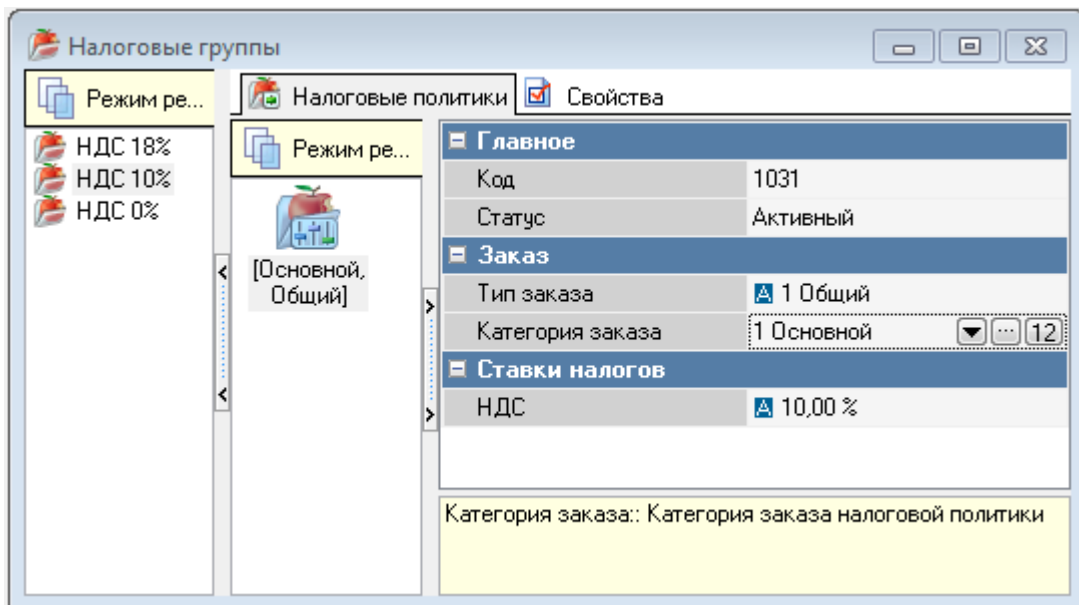 Налоговые группы
Режим ре...
НДС 18%
НДС 10%
НДС 0%
Налоговые политики
Свойства
Режим ре...
[Основной,
Общий]
Главное
Код 1031
Статус Активный
Заказ
Тип заказа A 1 Общий
Категория заказа 1 Основной ... 12
Ставки налогов
НДС A 10,00 %
Категория заказа:: Категория заказа налоговой политики